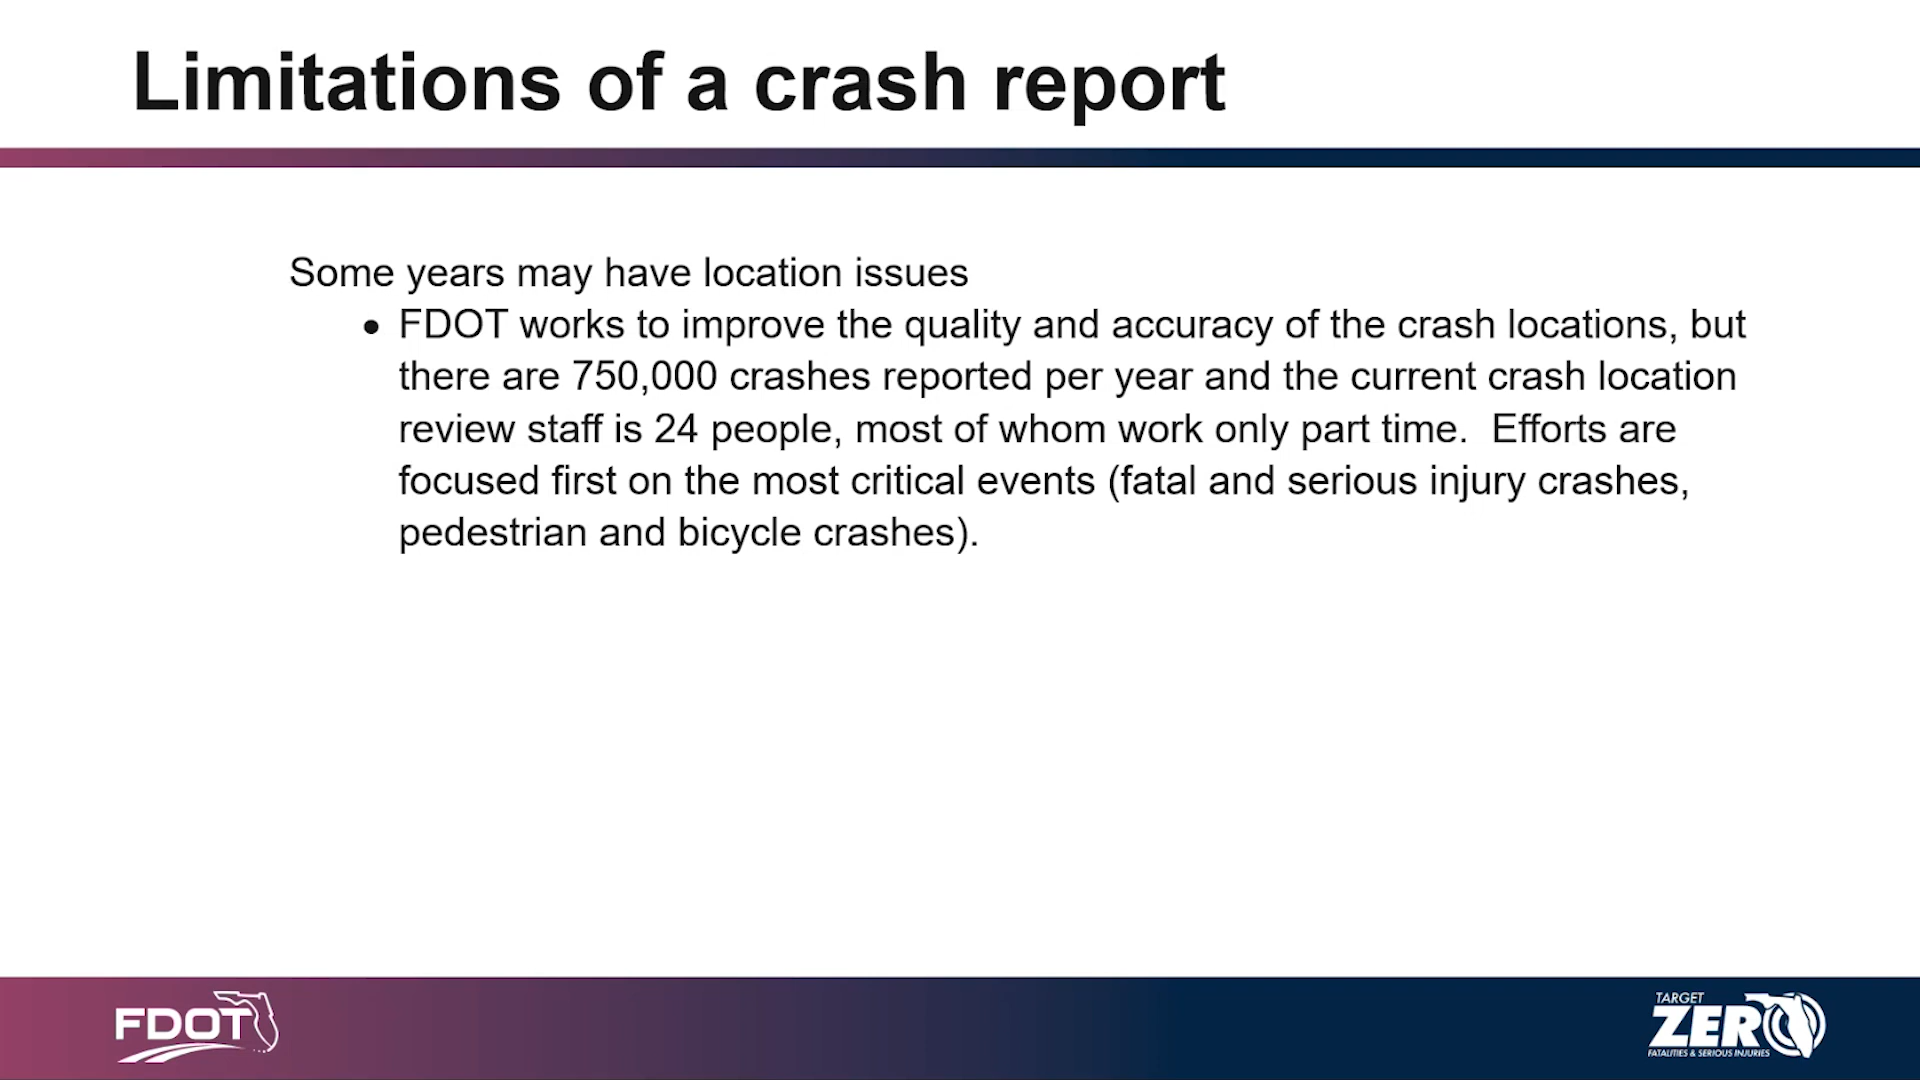 Limitations of a crash report
Some years may have location issues
• FDOT works to improve the quality and accuracy of the crash locations, but
there are 750,000 crashes reported per year and the current crash location
review staff is 24 people, most of whom work only part time.  Efforts are
focused first on the most critical events (fatal and serious injury crashes,
pedestrian and bicycle crashes).
FDOT
TARGET
ZERO
FATALITIES & SERIOUS INJURIES